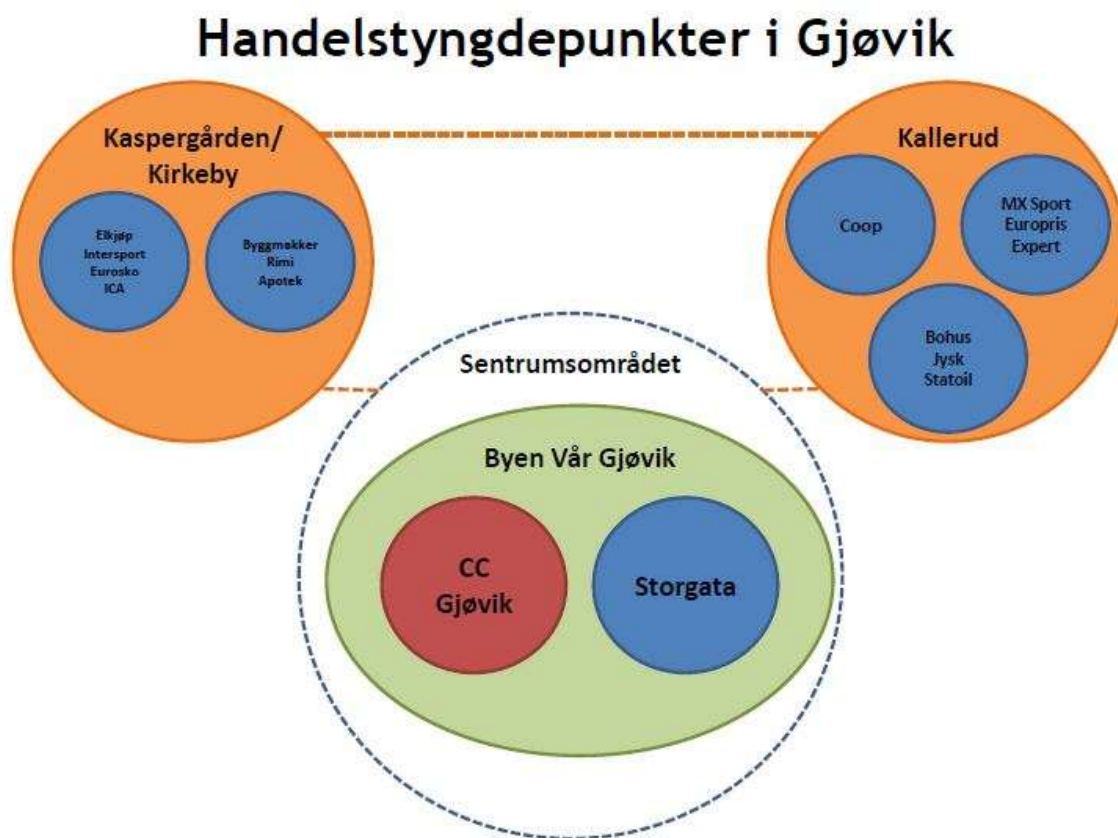 Handelstyngdepunkter i Gjøvik
Kaspergården/
Kirkeby
Elkjøp
Intersport
Eurosko
ICA
Byggmakker
Rimi
Apotek
Kallerud
Coop
MX Sport
Europris
Expert
Bohus
Jysk
Statoil
Sentrumsområdet
Byen Vår Gjøvik
CC
Gjøvik
Storgata